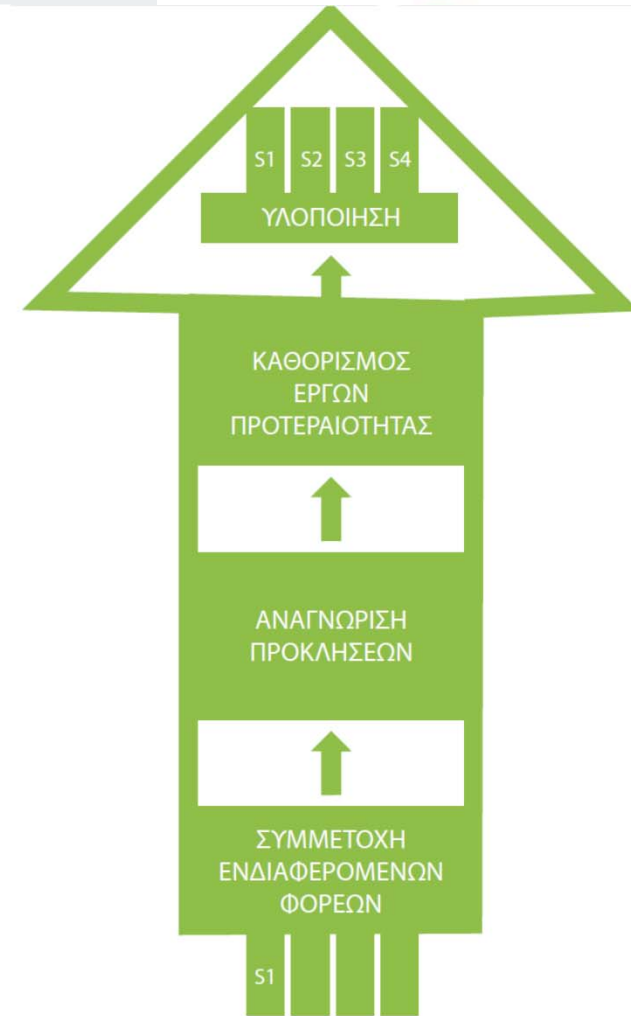 S1 S2 S3 S4
ΥΛΟΠΟΙΗΣΗ
ΚΑΘΟΡΙΣΜΟΣ
ΕΡΓΩΝ
ΠΡΟΤΕΡΑΙΟΤΗΤΑΣ
ΑΝΑΓΝΩΡΙΣΗ
ΠΡΟΚΛΗΣΕΩΝ
ΣΥΜΜΕΤΟΧΗ
ΕΝΔΙΑΦΕΡΟΜΕΝΩΝ
ΦΟΡΕΩΝ
S1